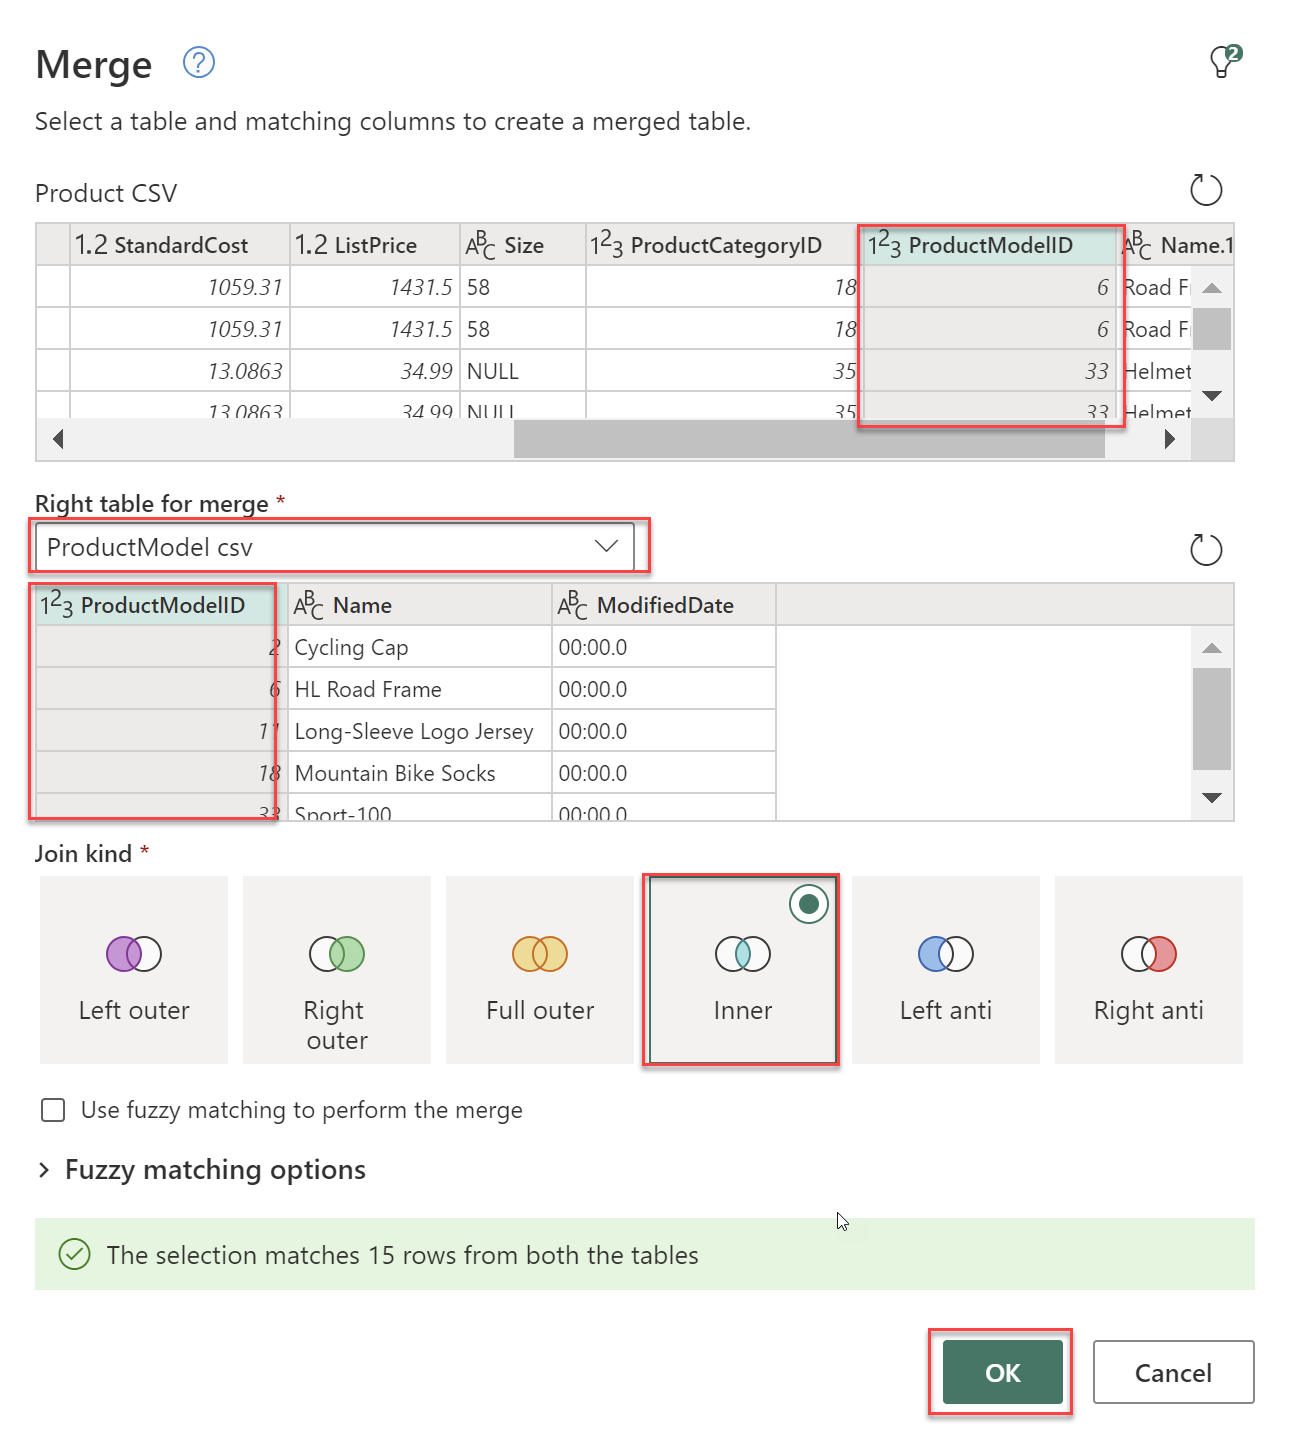 Merge ?
2
Select a table and matching columns to create a merged table.
Product CSV
1.2 StandardCost 1.2 ListPrice ABC Size 123 ProductCategoryID 123 ProductModelID ABC Name.1
1059.31 1431.5 58 18 6 Road Fr
1059.31 1431.5 58 18 6 Road Fr
13.0863 34.99 NULL 35 33 Helmet
13.0863 34.99 NULL 35 33 Helmet
Right table for merge *
ProductModel csv
123 ProductModelID ABC Name ABC ModifiedDate
2 Cycling Cap 00:00.0
6 HL Road Frame 00:00.0
11 Long-Sleeve Logo Jersey 00:00.0
18 Mountain Bike Socks 00:00.0
33 Sport-100 00:00.0
Join kind *
Left outer
Right outer
Full outer
Inner
Left anti
Right anti
Use fuzzy matching to perform the merge
Fuzzy matching options
The selection matches 15 rows from both the tables
OK Cancel